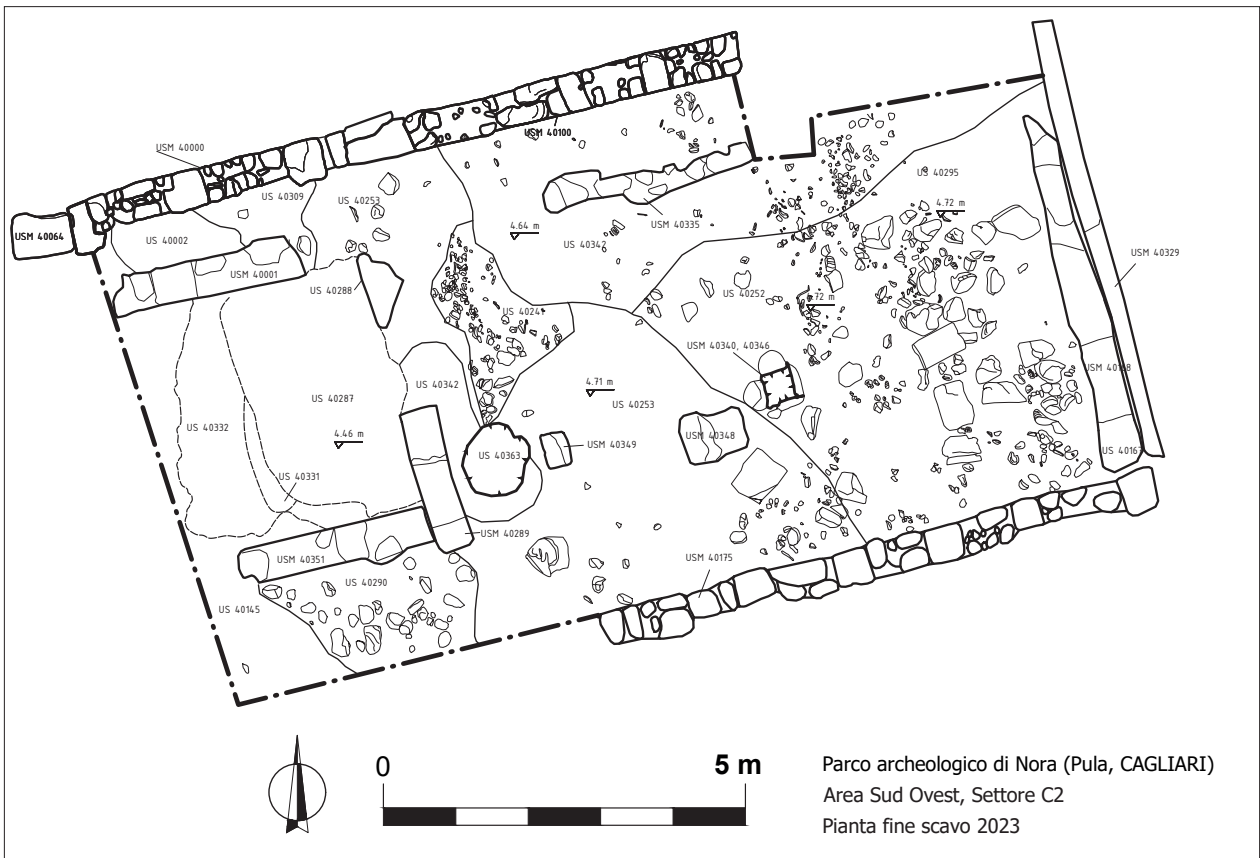 USM 40100
USM 40000
US 40309
US 40253
US 40295
USM 40064
US 40002
4.64 m
US 40342
USM 40335
4.72 m
USM 40329
USM 40001
US 40288
US 40252
.72 m
US 4024
USM 40340, 40346
US 40342
4.71 m
US 40253
US 40287
US 40332
4.46 m
USM 40348
USM 40349
US 40363
US 40167
US 40331
USM 40289
USM 40351
USM 40175
US 40290
US 40145
0
5 m
Parco archeologico di Nora (Pula, CAGLIARI)
Area Sud Ovest, Settore C2
Pianta fine scavo 2023